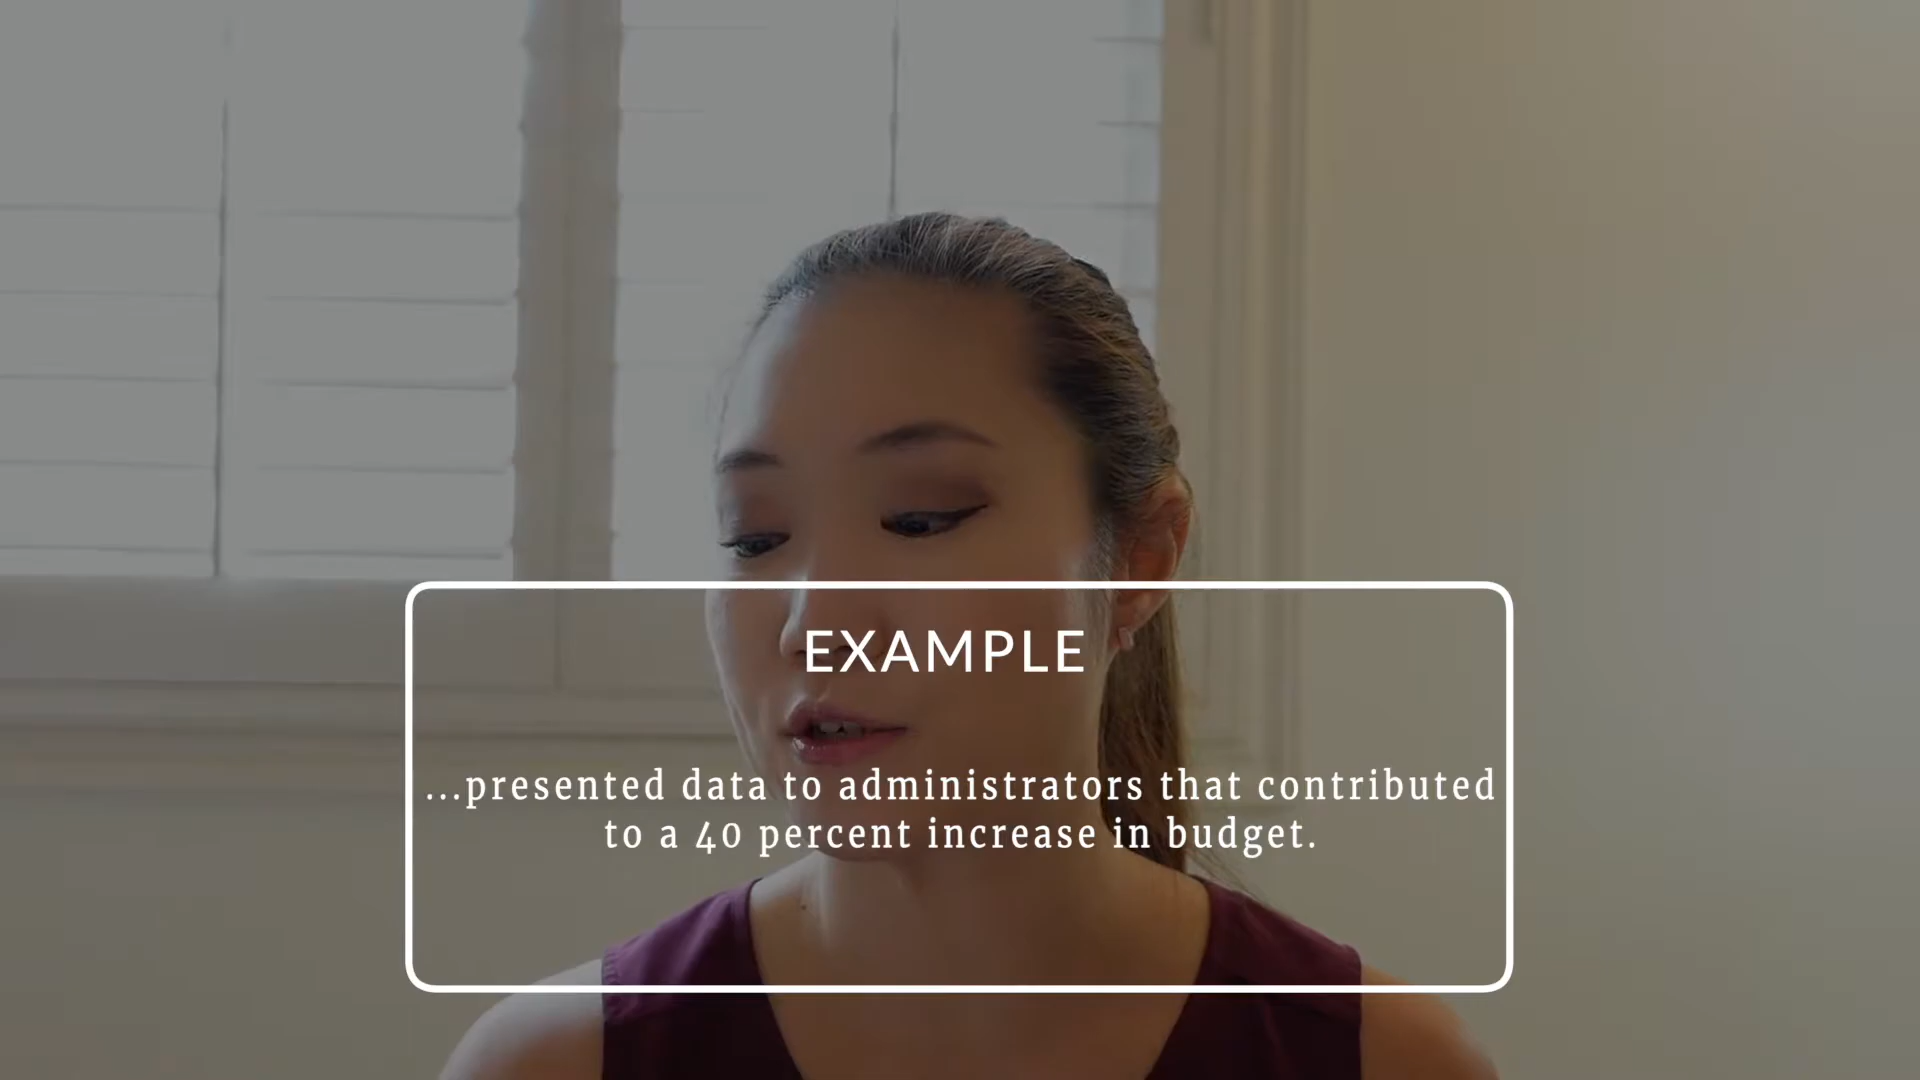 EXAMPLE
...presented data to administrators that contributed
to a 40 percent increase in budget.